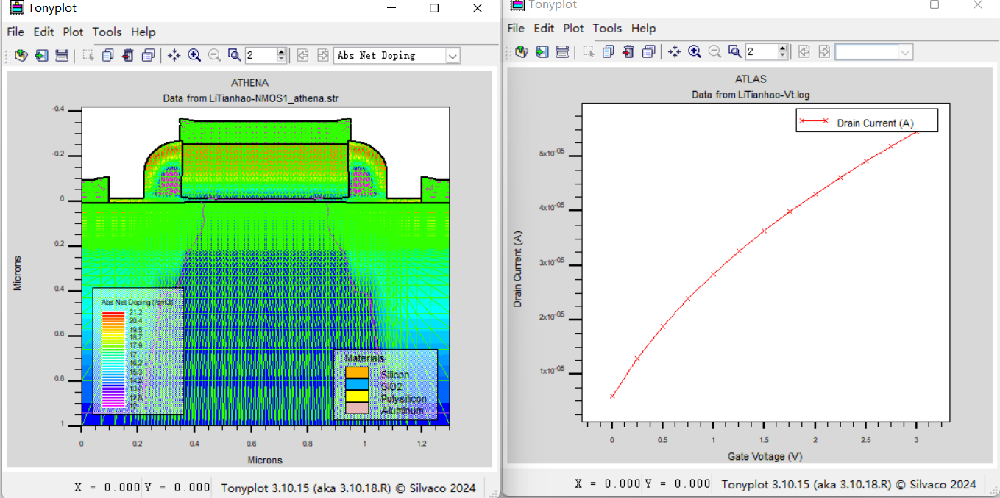 Tonyplot
File Edit Plot Tools Help
2
Abs Net Doping
ATHENA
Data from LiTianhao-NMOS1_athena.str
-0.4
-0.2
0
0.2
0.4
0.6
0.8
1
Microns
Abs Net Doping (/cm3)
21.2
20.4
19.5
18.7
17.9
17
16.2
15.3
14.5
13.7
12.8
12
Materials
Silicon
SiO2
Polysilicon
Aluminum
0 0.2 0.4 0.6 0.8 1 1.2
Microns
X = 0.000 Y = 0.000 Tonyplot 3.10.15 (aka 3.10.18.R) © Silvaco 2024
Tonyplot
File Edit Plot Tools Help
2
ATLAS
Data from LiTianhao-Vt.log
Drain Current (A)
5x10-05
4x10-05
3x10-05
2x10-05
1x10-05
Drain Current (A)
0 0.5 1 1.5 2 2.5 3
Gate Voltage (V)
X = 0.000 Y = 0.000 Tonyplot 3.10.15 (aka 3.10.18.R) © Silvaco 2024